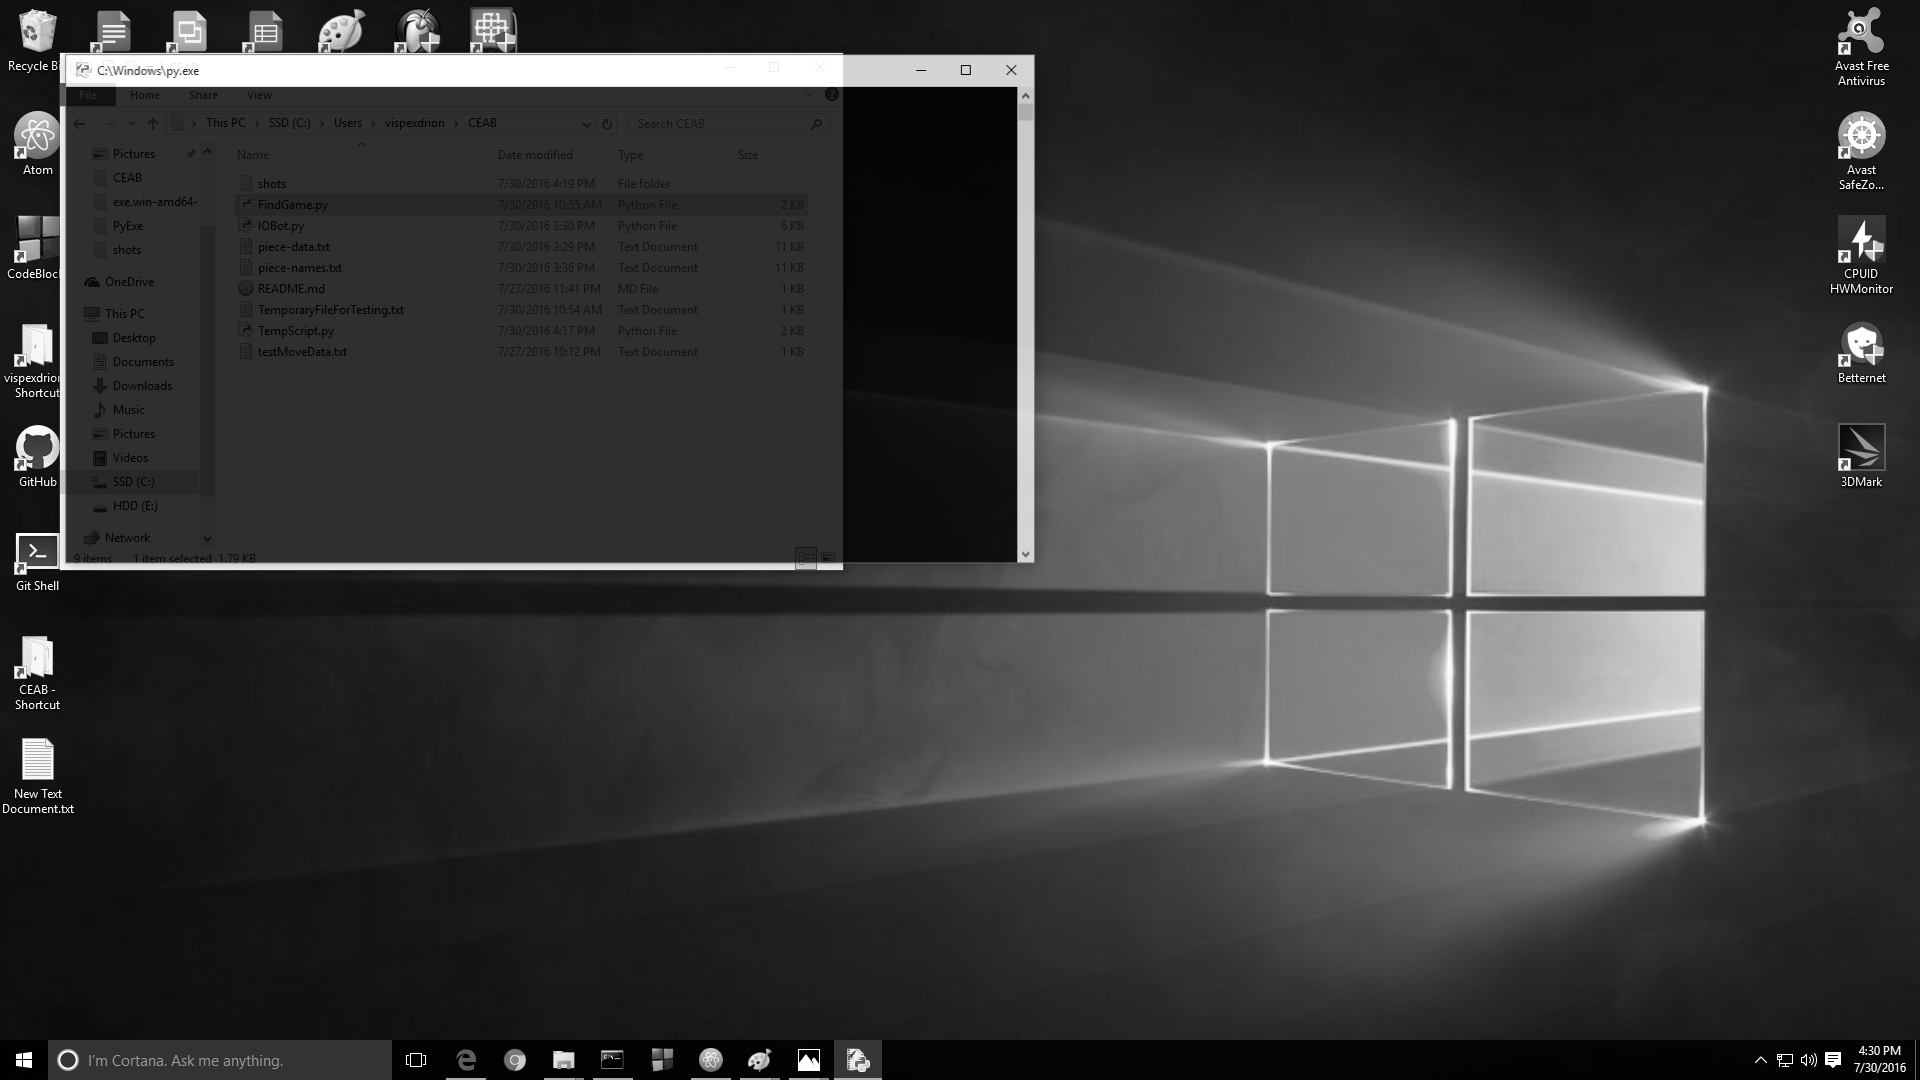 Recycle Bi
Atom
CodeBlock
vispexdrion
Shortcut
GitHub
Git Shell
CEAB -
Shortcut
New Text
Document.txt
C:\Windows\py.exe
File Home Share View
This PC > SSD (C:) > Users > vispexdrion > CEAB
Search CEAB
Pictures
CEAB
exe.win-amd64-
PyExe
shots
OneDrive
This PC
Desktop
Documents
Downloads
Music
Pictures
Videos
SSD (C:)
HDD (E:)
Network
Name Date modified Type Size
shots 7/30/2016 4:19 PM File folder
FindGame.py 7/30/2016 10:55 AM Python File 2 KB
IOBot.py 7/30/2016 3:30 PM Python File 6 KB
piece-data.txt 7/30/2016 3:29 PM Text Document 11 KB
piece-names.txt 7/30/2016 3:36 PM Text Document 11 KB
README.md 7/27/2016 11:41 PM MD File 1 KB
TemporaryFileForTesting.txt 7/30/2016 10:54 AM Text Document 1 KB
TempScript.py 7/30/2016 4:17 PM Python File 2 KB
testMoveData.txt 7/27/2016 10:12 PM Text Document 1 KB
9 items 1 item selected 1.79 KB
Avast Free
Antivirus
Avast
SafeZo...
CPUID
HWMonitor
Betternet
3DMark
I'm Cortana. Ask me anything.
4:30 PM
7/30/2016